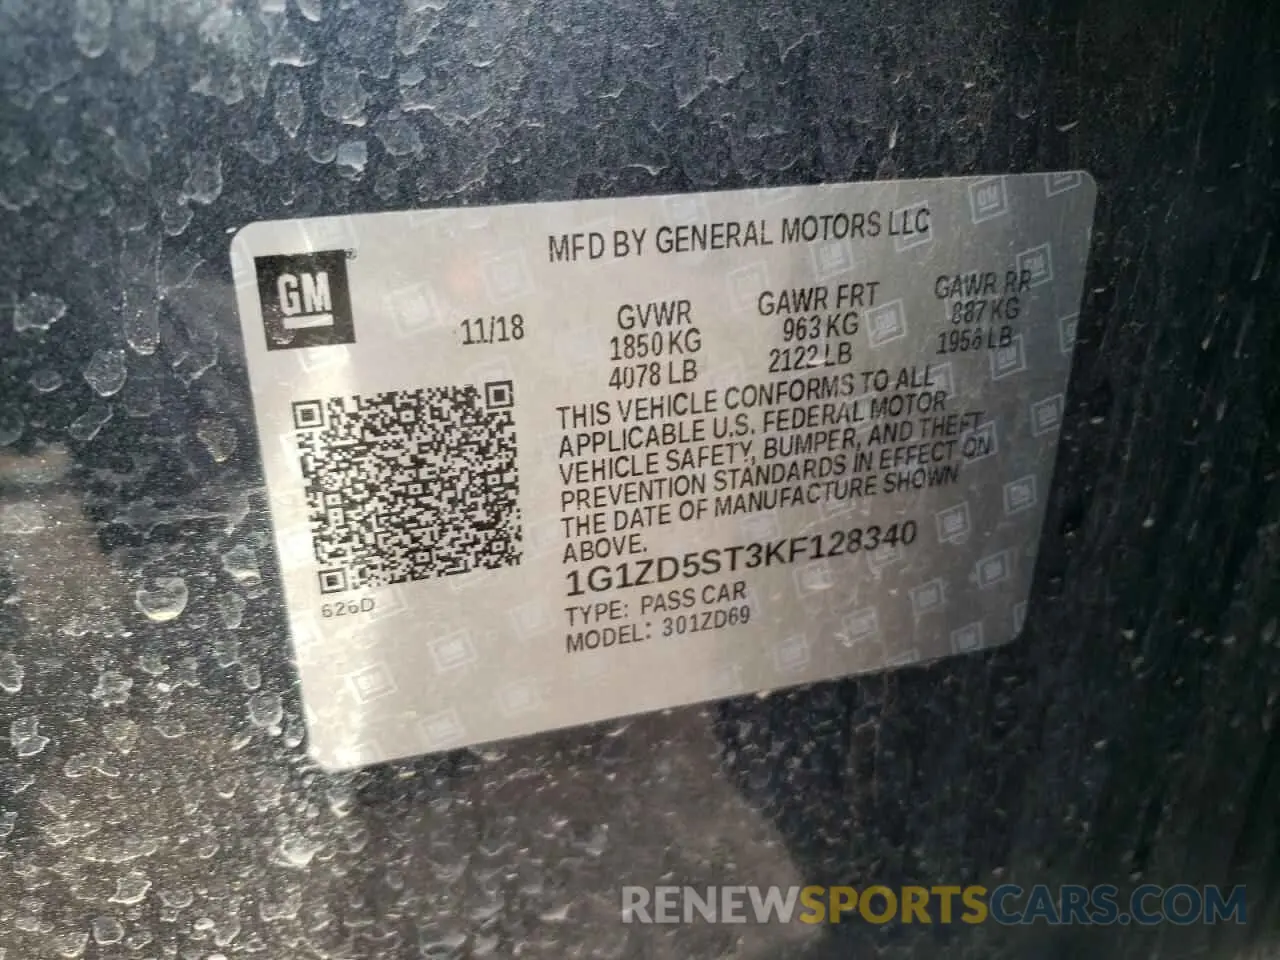 MFD BY GENERAL MOTORS LLC
GM
11/18
GVWR GAWR FRT GAWR RR
1850 KG 963 KG 887 KG
4078 LB 2122 LB 1956 LB
THIS VEHICLE CONFORMS TO ALL
APPLICABLE U.S. FEDERAL MOTOR
VEHICLE SAFETY, BUMPER, AND THEFT
PREVENTION STANDARDS IN EFFECT ON
THE DATE OF MANUFACTURE SHOWN
ABOVE.
1G1ZD5ST3KF128340
TYPE: PASS CAR
MODEL: 301ZD69
626D
RENEWSPORTSCARS.COM